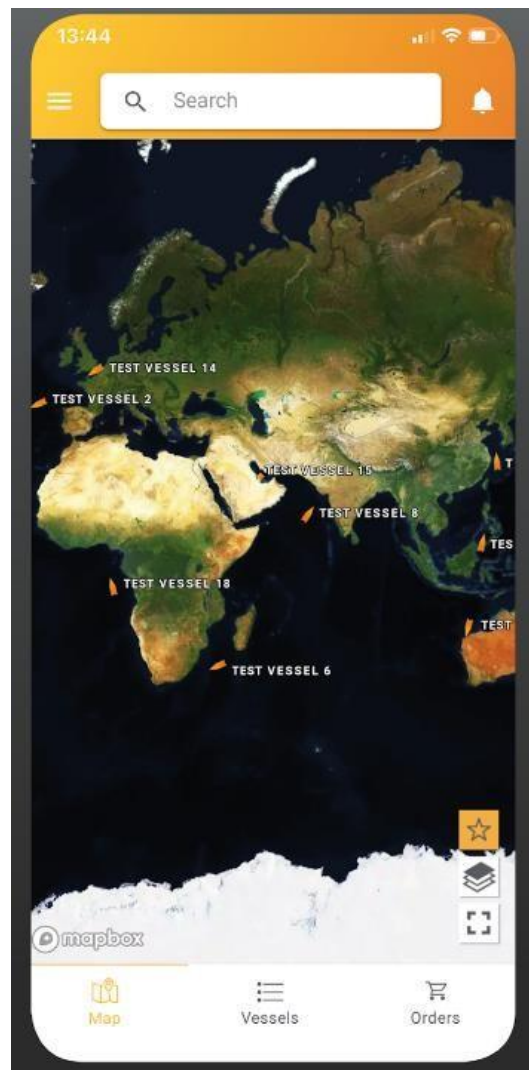 13:44
Search
TEST VESSEL 14
TEST VESSEL 2
T
TEST VESSEL 15
TEST VESSEL 8
TES
TEST VESSEL 18
TEST
TEST VESSEL 6
mapbox
Map
Vessels
Orders